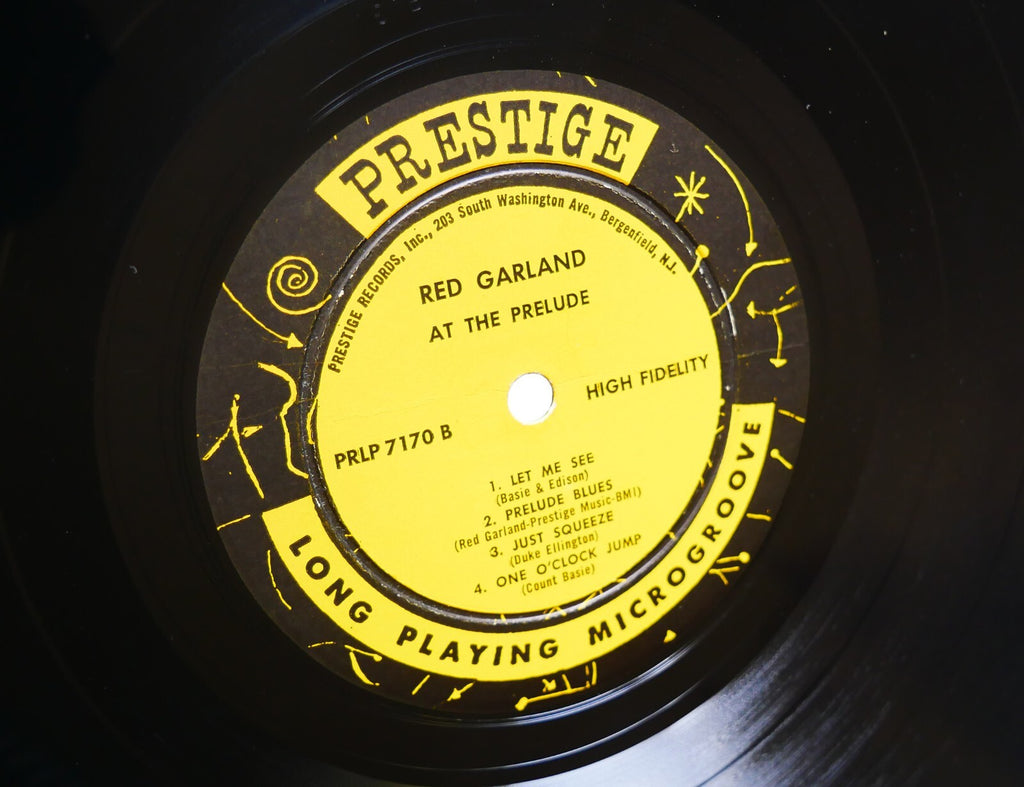 PRESTIGE
PRESTIGE RECORDS, Inc., 203 South Washington Ave., Bergenfield, N.J.
RED GARLAND
AT THE PRELUDE
HIGH FIDELITY
PRLP 7170 B
1. LET ME SEE
(Basie & Edison)
2. PRELUDE BLUES
(Red Garland-Prestige Music-BMI)
3. JUST SQUEEZE
(Duke Ellington)
4. ONE O'CLOCK JUMP
(Count Basie)
LONG PLAYING MICROGROOVE